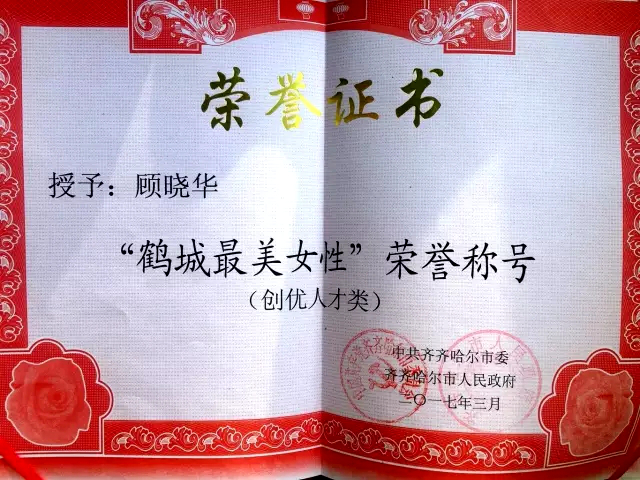 荣誉证书
授予：顾晓华
“鹤城最美女性”荣誉称号
（创优人才类）
中共齐齐哈尔市委
齐齐哈尔市人民政府
〇一七年三月